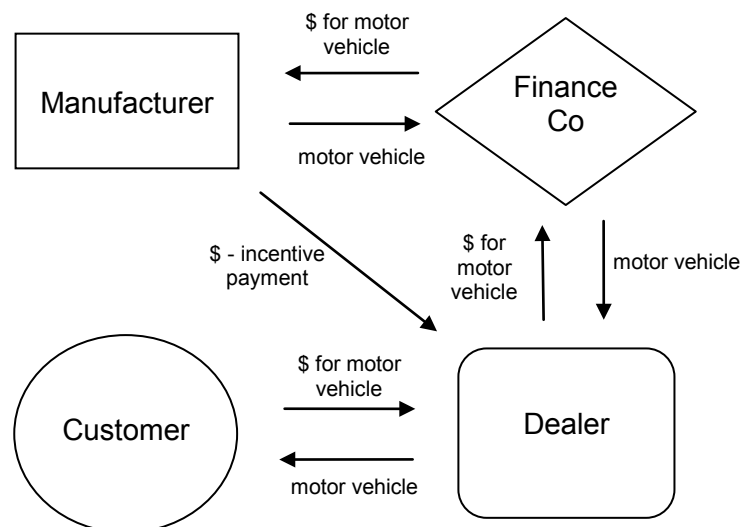 $ for motor
vehicle
Manufacturer
Finance
Co
motor vehicle
$ - incentive
payment
$ for
motor
vehicle
motor vehicle
$ for motor
vehicle
Customer
Dealer
motor vehicle